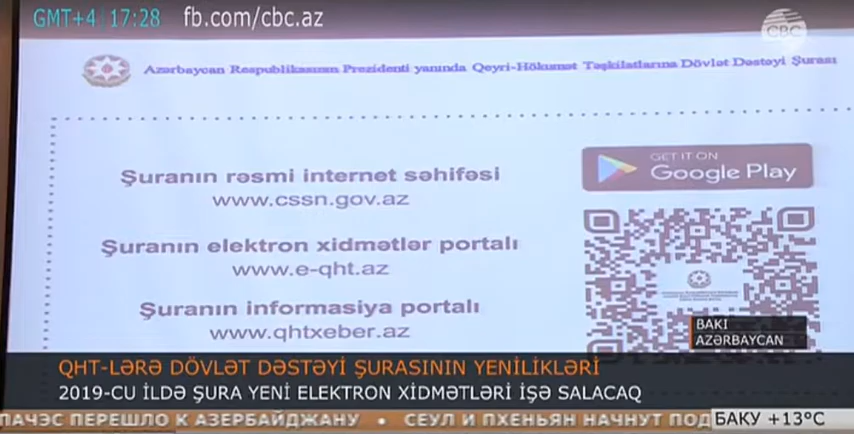 GMT+4 17:28 fb.com/cbc.az
CBC
Azərbaycan Respublikasının Prezidenti yanında Qeyri-Hökumət Təşkilatlarına Dövlət Dəstəyi Şurası
Şuranın rəsmi internet səhifəsi
www.cssn.gov.az
Şuranın elektron xidmətlər portalı
www.e-qht.az
Şuranın informasiya portalı
www.qhtxeber.az
GET IT ON
Google Play
BAKI
AZƏRBAYCAN
QHT-LƏRƏ DÖVLƏT DƏSTƏYİ ŞURASININ YENİLİKLƏRİ
2019-CU İLDƏ ŞURA YENİ ELEKTRON XİDMƏTLƏRİ İŞƏ SALACAQ
ПАЧЭС ПЕРЕШЛО К АЗЕРБАЙДЖАНУ • СЕУЛ И ПХЕНЬЯН НАЧНУТ ПОД
БАКУ +13°C